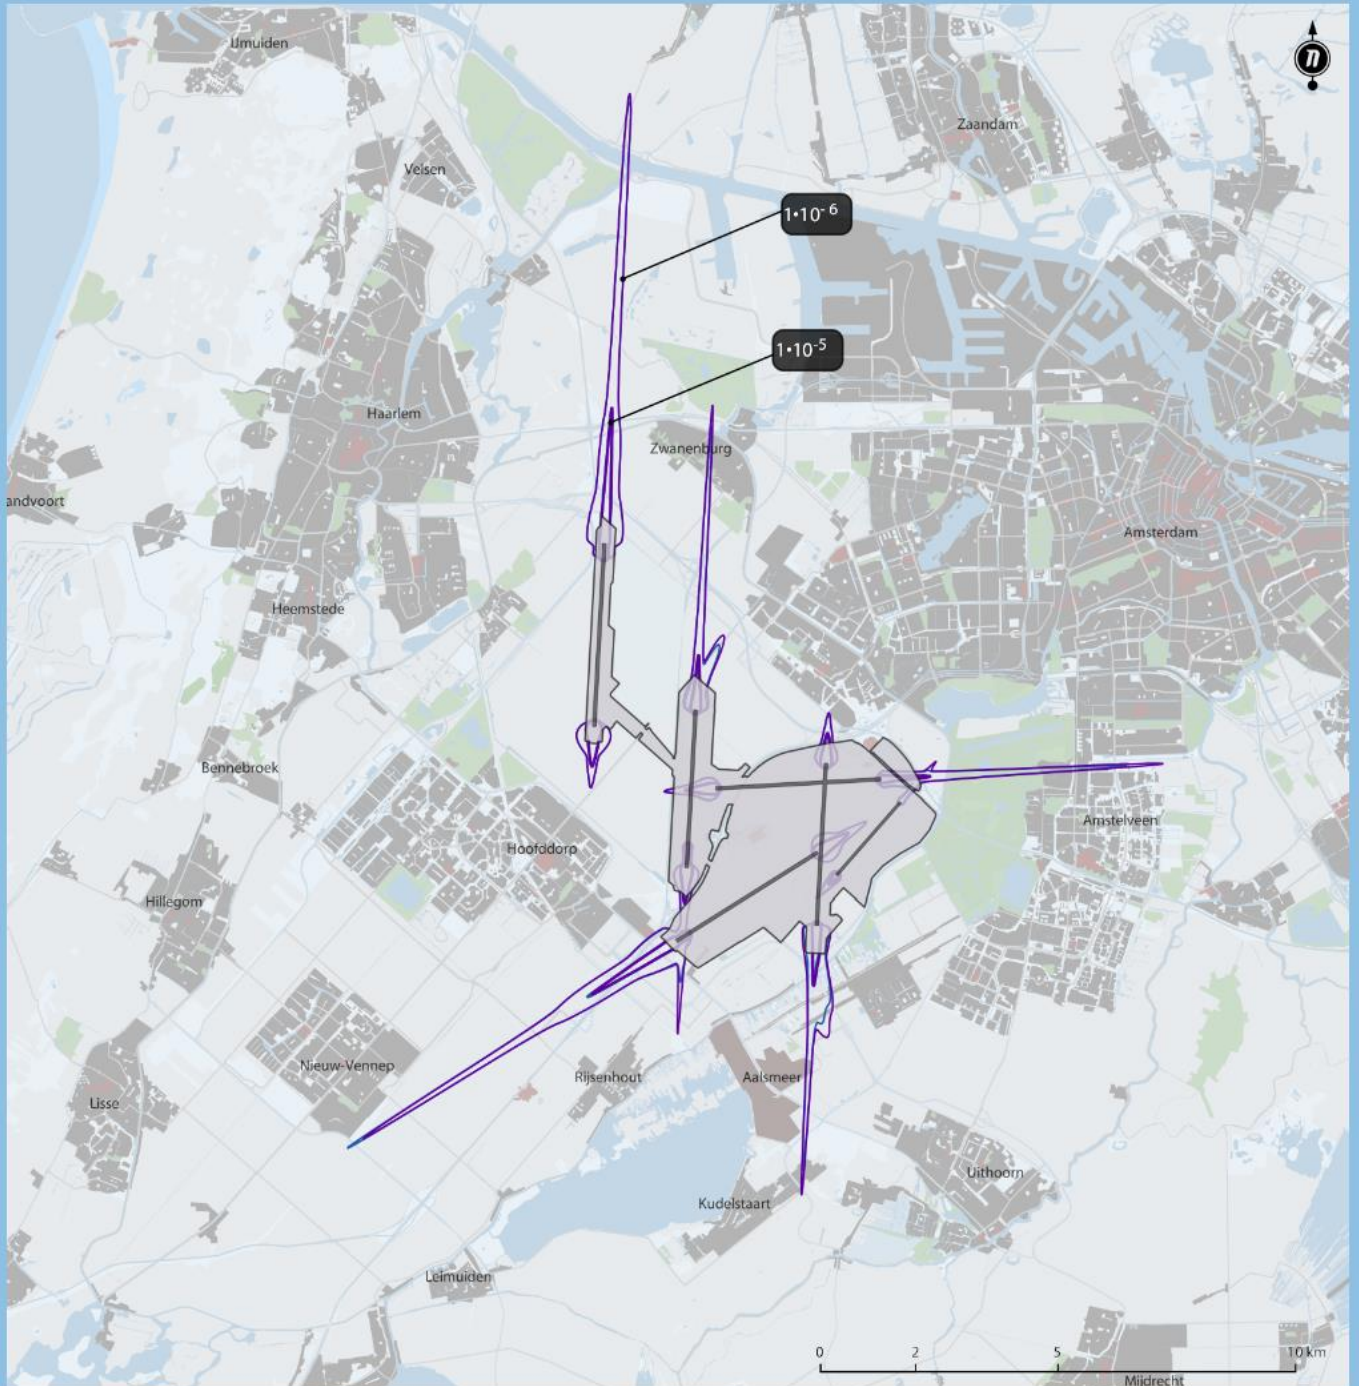 IJmuiden
n
Zaandam
Velsen
1•10⁻⁶
1•10⁻⁵
Haarlem
Zwanenburg
andvoort
Amsterdam
Heemstede
Bennebroek
Amstelveen
Hoofddorp
Hillegom
Nieuw-Vennep
Rijsenhout
Aalsmeer
Lisse
Uithoorn
Kudelstaart
Leimuiden
0 2 5 10 km
Mijdrecht